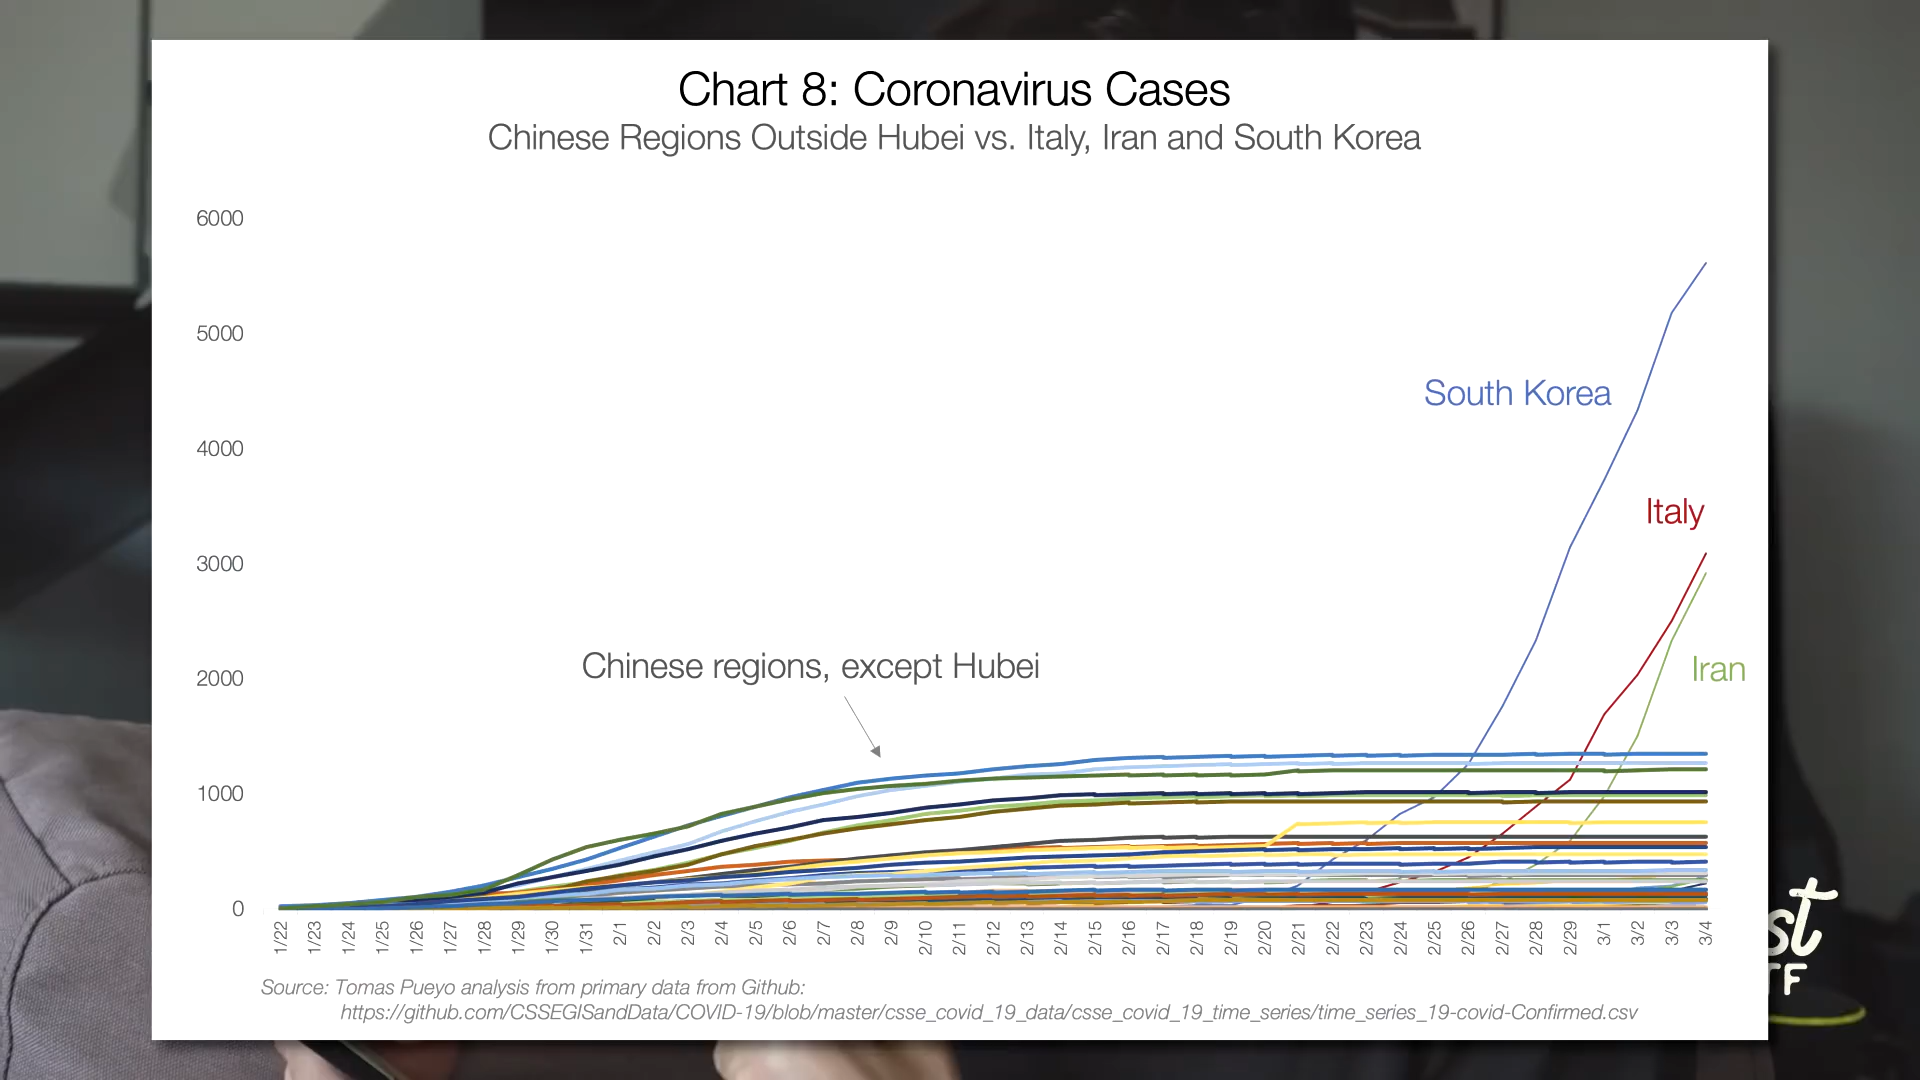 Chart 8: Coronavirus Cases
Chinese Regions Outside Hubei vs. Italy, Iran and South Korea
6000
5000
4000
3000
2000
1000
0
South Korea
Italy
Iran
Chinese regions, except Hubei
1/22 1/23 1/24 1/25 1/26 1/27 1/28 1/29 1/30 1/31 2/1 2/2 2/3 2/4 2/5 2/6 2/7 2/8 2/9 2/10 2/11 2/12 2/13 2/14 2/15 2/16 2/17 2/18 2/19 2/20 2/21 2/22 2/23 2/24 2/25 2/26 2/27 2/28 2/29 3/1 3/2 3/3 3/4
Source: Tomas Pueyo analysis from primary data from Github:
https://github.com/CSSEGISandData/COVID-19/blob/master/csse_covid_19_data/csse_covid_19_time_series/time_series_19-covid-Confirmed.csv